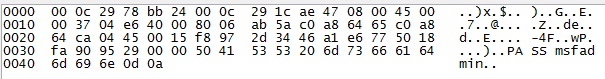 0000 00 0c 29 78 bb 24 00 0c 29 1c ae 47 08 00 45 00 ..)x.$.. )..G..E.
0010 00 37 04 e6 40 00 80 06 ab 5a c0 a8 64 65 c0 a8 .7..@... .Z..de..
0020 64 ca 04 45 00 15 f8 97 2d 34 46 a1 e6 77 50 18 d..E.... -4F..wP.
0030 fa 90 95 29 00 00 50 41 53 53 20 6d 73 66 61 64 ...)..PA SS msfad
0040 6d 69 6e 0d 0a min..